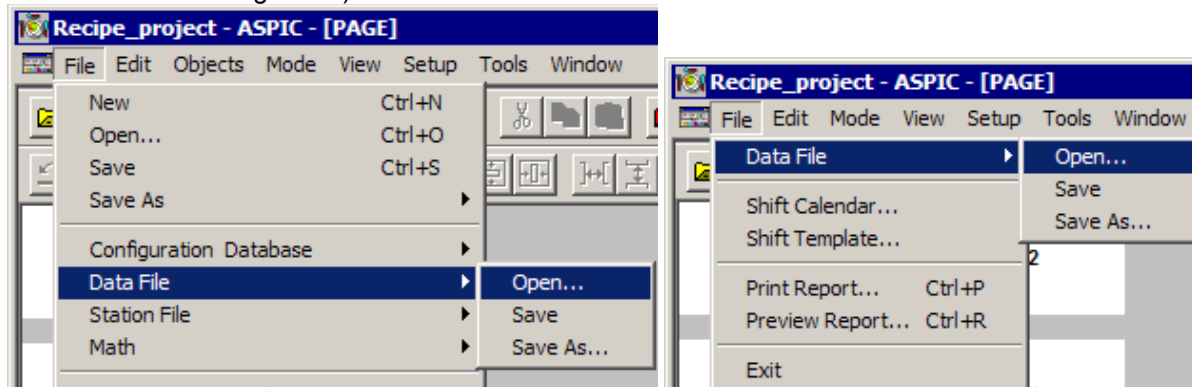 Recipe_project - ASPIC - [PAGE]
File Edit Objects Mode View Setup Tools Window
New Ctrl+N
Open... Ctrl+O
Save Ctrl+S
Save As
Configuration Database
Data File
Station File
Math
Open...
Save
Save As...
Recipe_project - ASPIC - [PAGE]
File Edit Mode View Setup Tools Window
Data File
Open...
Save
Save As...
Shift Calendar...
Shift Template...
2
Print Report... Ctrl+P
Preview Report... Ctrl+R
Exit